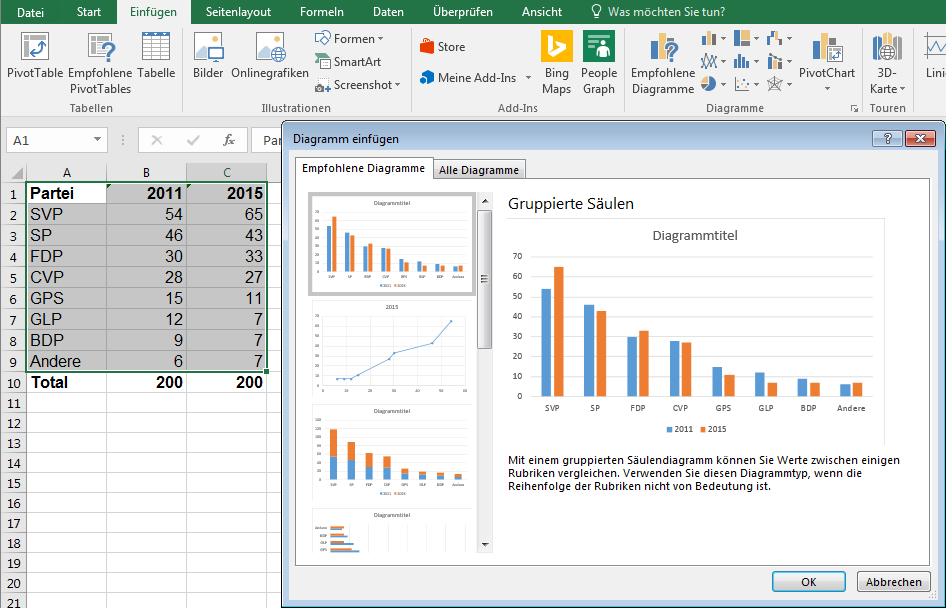 Datei Start Einfügen Seitenlayout Formeln Daten Überprüfen Ansicht Was möchten Sie tun?
PivotTable Empfohlene PivotTables Tabelle
Bilder Onlinegrafiken
Formen
SmartArt
Screenshot
Store
Meine Add-Ins
Bing Maps
People Graph
Empfohlene Diagramme
PivotChart
3D-Karte
Lini
Tabellen Illustrationen Add-Ins Diagramme Touren
A1 fx Par
A B C
1 Partei 2011 2015
2 SVP 54 65
3 SP 46 43
4 FDP 30 33
5 CVP 28 27
6 GPS 15 11
7 GLP 12 7
8 BDP 9 7
9 Andere 6 7
10 Total 200 200
11
12
13
14
15
16
17
18
19
20
21
Diagramm einfügen
Empfohlene Diagramme Alle Diagramme
Diagrammtitel
2015
Diagrammtitel
Diagrammtitel
Gruppierte Säulen
Diagrammtitel
70
60
50
40
30
20
10
0
SVP SP FDP CVP GPS GLP BDP Andere
2011 2015
Mit einem gruppierten Säulendiagramm können Sie Werte zwischen einigen
Rubriken vergleichen. Verwenden Sie diesen Diagrammtyp, wenn die
Reihenfolge der Rubriken nicht von Bedeutung ist.
OK Abbrechen